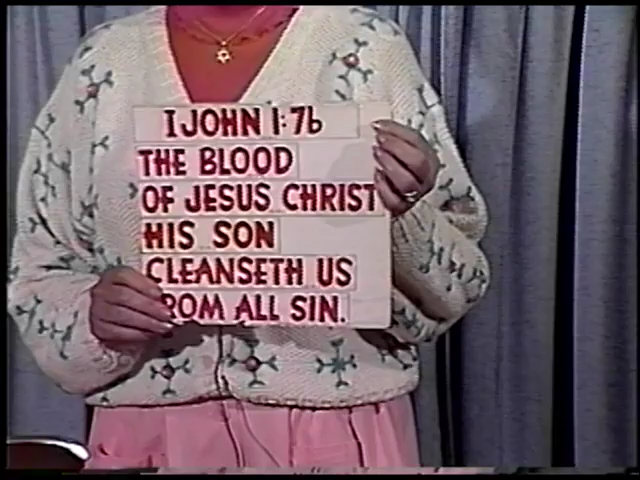 I JOHN 1:7b
THE BLOOD
OF JESUS CHRIST
HIS SON
CLEANSETH US
ROM ALL SIN.